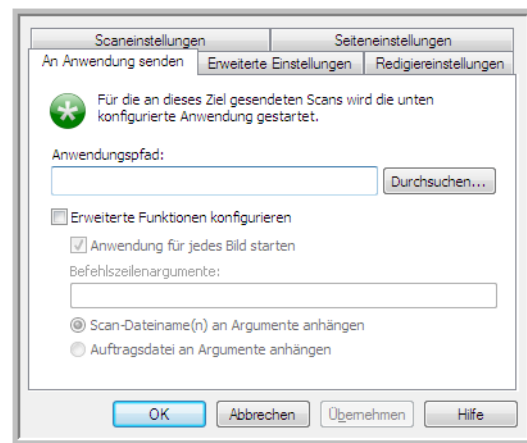 Scaneinstellungen
Seiteneinstellungen
An Anwendung senden
Erweiterte Einstellungen
Redigiereinstellungen
Für die an dieses Ziel gesendeten Scans wird die unten
konfigurierte Anwendung gestartet.
Anwendungspfad:
Durchsuchen...
Erweiterte Funktionen konfigurieren
Anwendung für jedes Bild starten
Befehlszeilenargumente:
Scan-Dateiname(n) an Argumente anhängen
Auftragsdatei an Argumente anhängen
OK
Abbrechen
Übernehmen
Hilfe